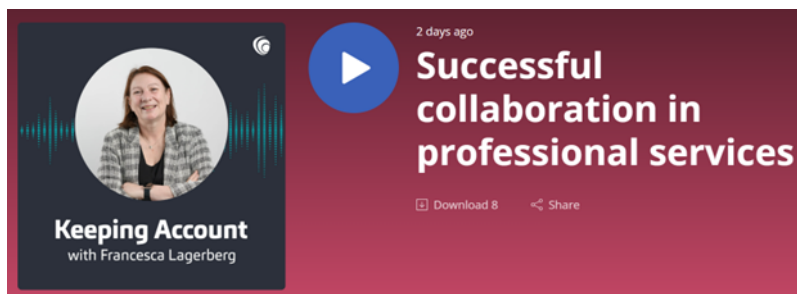 Keeping Account
with Francesca Lagerberg
2 days ago
Successful
collaboration in
professional services
Download 8
Share